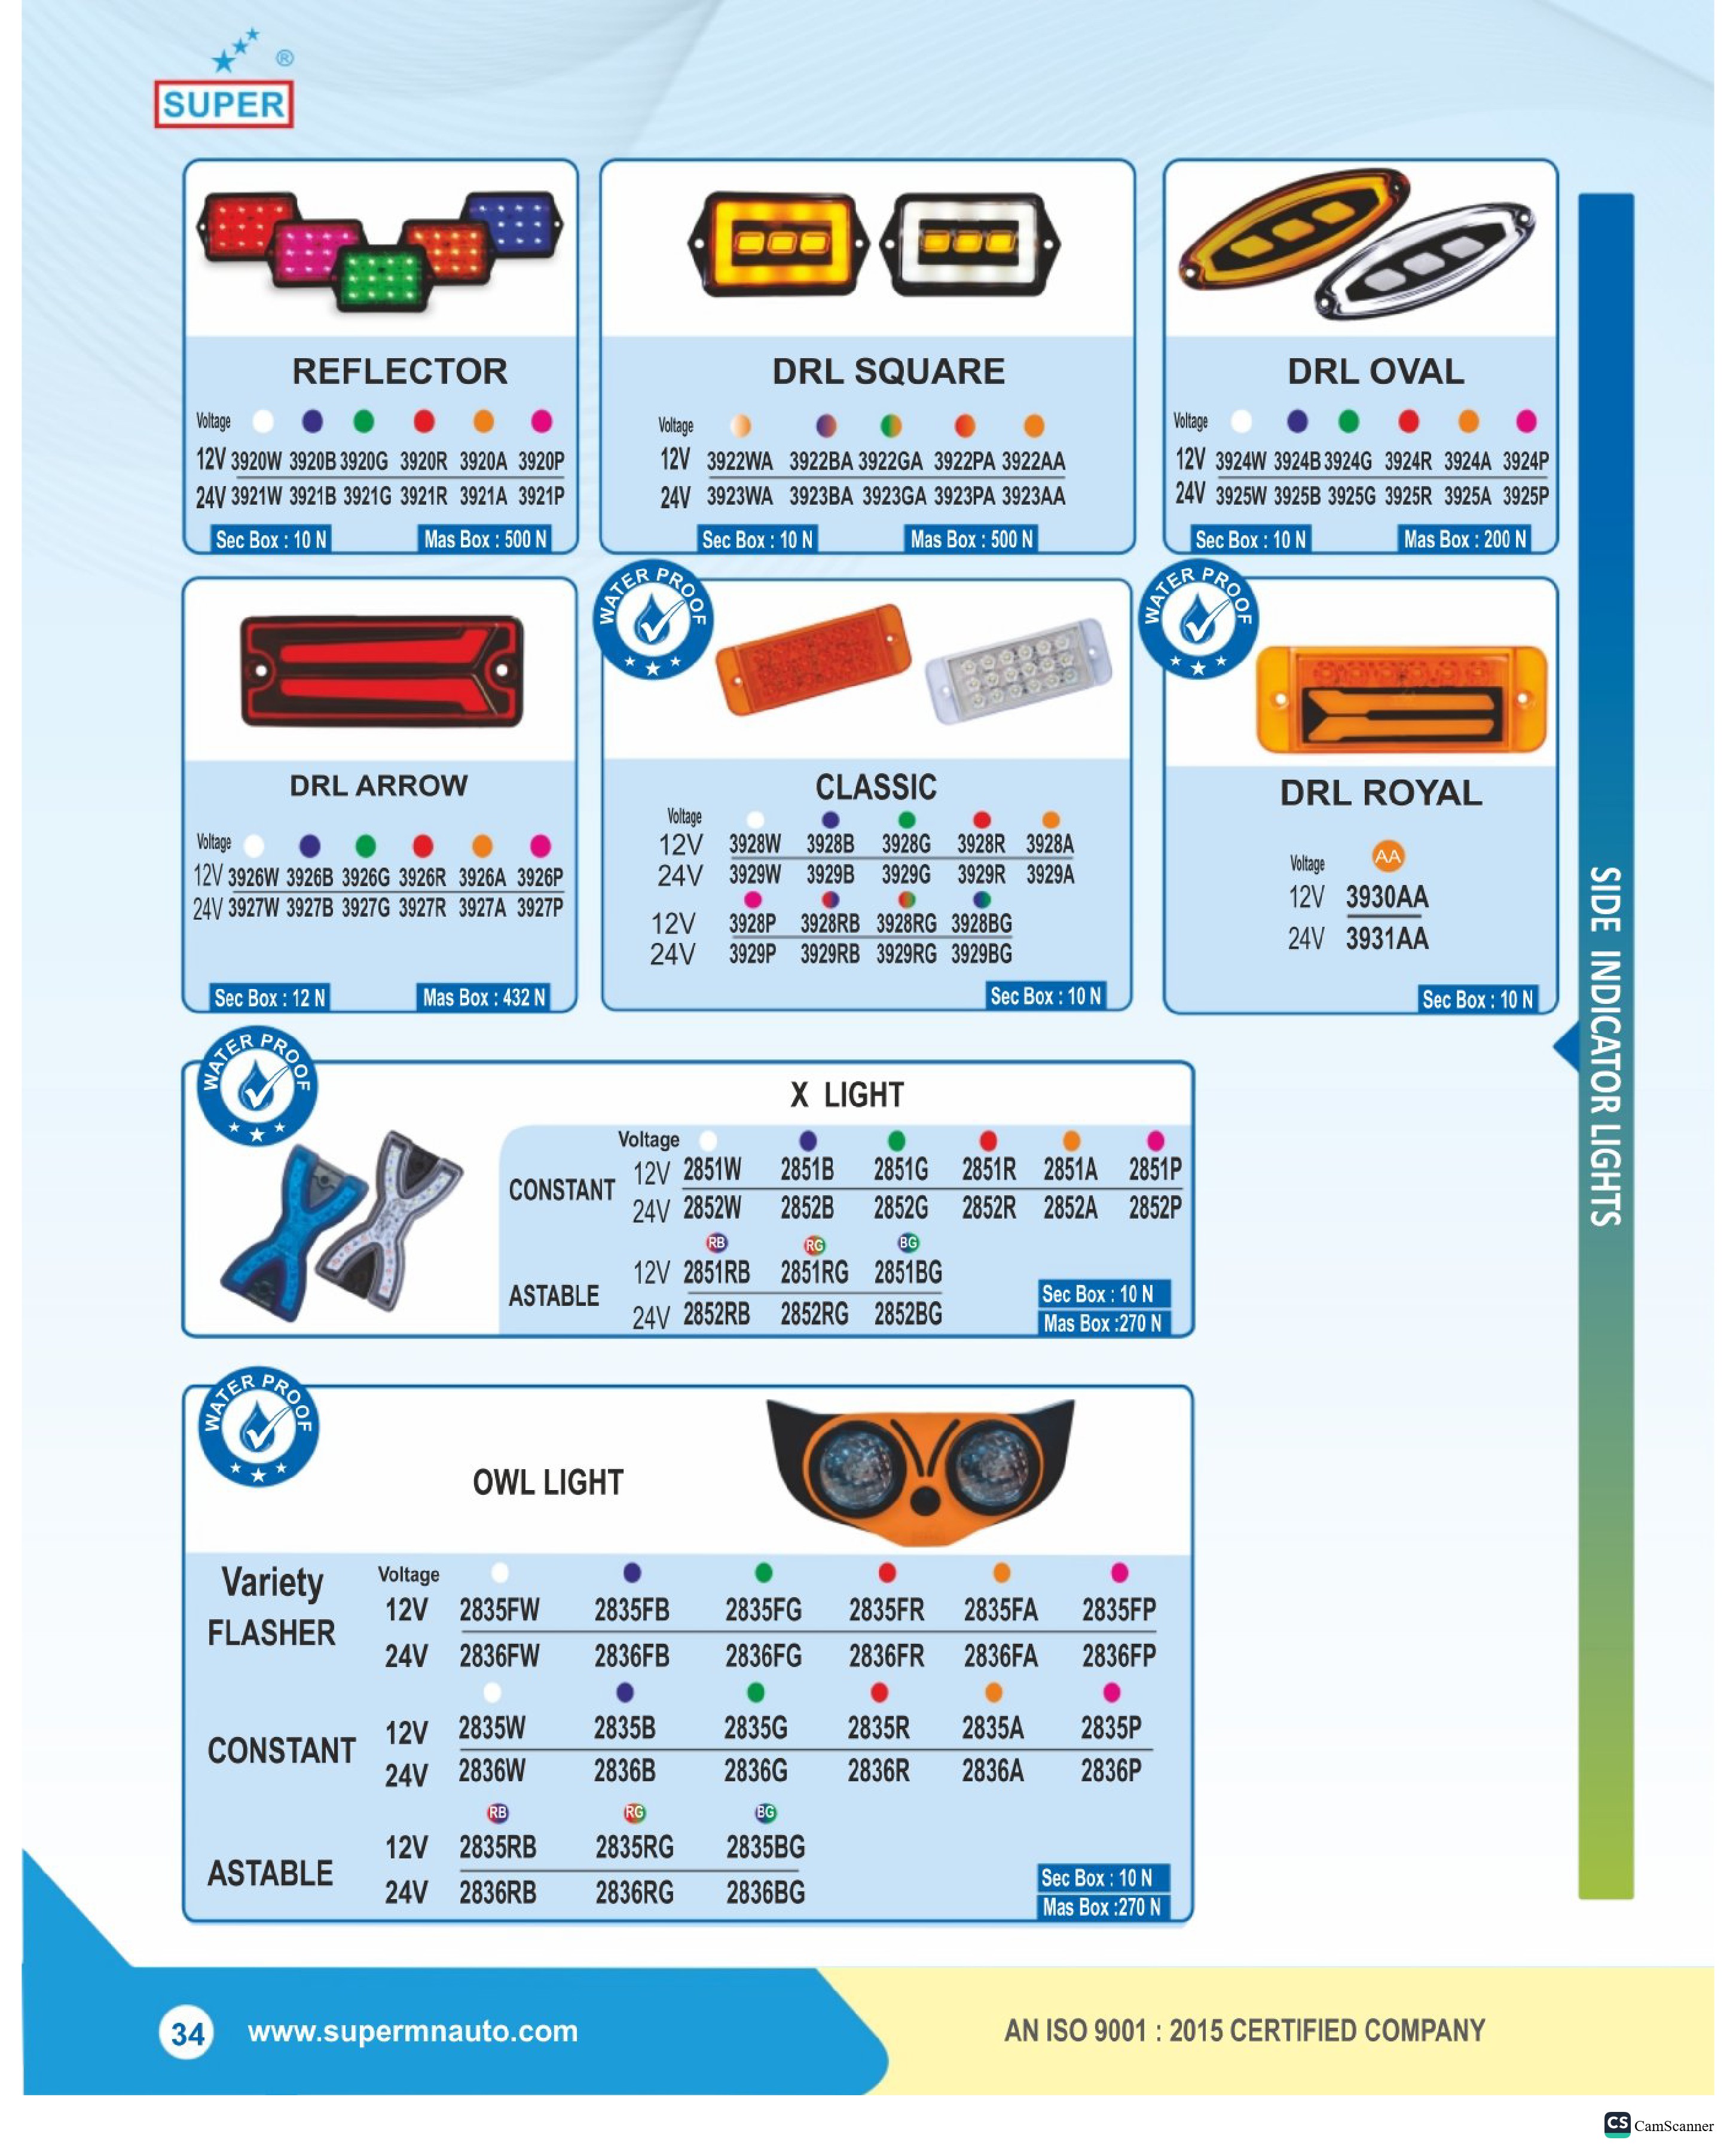 ®
SUPER
REFLECTOR
Voltage
12V 3920W 3920B 3920G 3920R 3920A 3920P
24V 3921W 3921B 3921G 3921R 3921A 3921P
Sec Box : 10 N Mas Box : 500 N
DRL SQUARE
Voltage
12V 3922WA 3922BA 3922GA 3922PA 3922AA
24V 3923WA 3923BA 3923GA 3923PA 3923AA
Sec Box : 10 N Mas Box : 500 N
DRL OVAL
Voltage
12V 3924W 3924B 3924G 3924R 3924A 3924P
24V 3925W 3925B 3925G 3925R 3925A 3925P
Sec Box : 10 N Mas Box : 200 N
DRL ARROW
Voltage
12V 3926W 3926B 3926G 3926R 3926A 3926P
24V 3927W 3927B 3927G 3927R 3927A 3927P
Sec Box : 12 N Mas Box : 432 N
WATER PROOF
CLASSIC
Voltage
12V 3928W 3928B 3928G 3928R 3928A
24V 3929W 3929B 3929G 3929R 3929A
12V 3928P 3928RB 3928RG 3928BG
24V 3929P 3929RB 3929RG 3929BG
Sec Box : 10 N
WATER PROOF
DRL ROYAL
Voltage AA
12V 3930AA
24V 3931AA
Sec Box : 10 N
SIDE INDICATOR LIGHTS
WATER PROOF
X LIGHT
Voltage
CONSTANT
12V 2851W 2851B 2851G 2851R 2851A 2851P
24V 2852W 2852B 2852G 2852R 2852A 2852P
RB RG BG
ASTABLE
12V 2851RB 2851RG 2851BG
24V 2852RB 2852RG 2852BG
Sec Box : 10 N
Mas Box :270 N
WATER PROOF
OWL LIGHT
Variety Voltage
FLASHER
12V 2835FW 2835FB 2835FG 2835FR 2835FA 2835FP
24V 2836FW 2836FB 2836FG 2836FR 2836FA 2836FP
CONSTANT
12V 2835W 2835B 2835G 2835R 2835A 2835P
24V 2836W 2836B 2836G 2836R 2836A 2836P
RB RG BG
ASTABLE
12V 2835RB 2835RG 2835BG
24V 2836RB 2836RG 2836BG
Sec Box : 10 N
Mas Box :270 N
34 www.supermnauto.com
AN ISO 9001 : 2015 CERTIFIED COMPANY
CS CamScanner